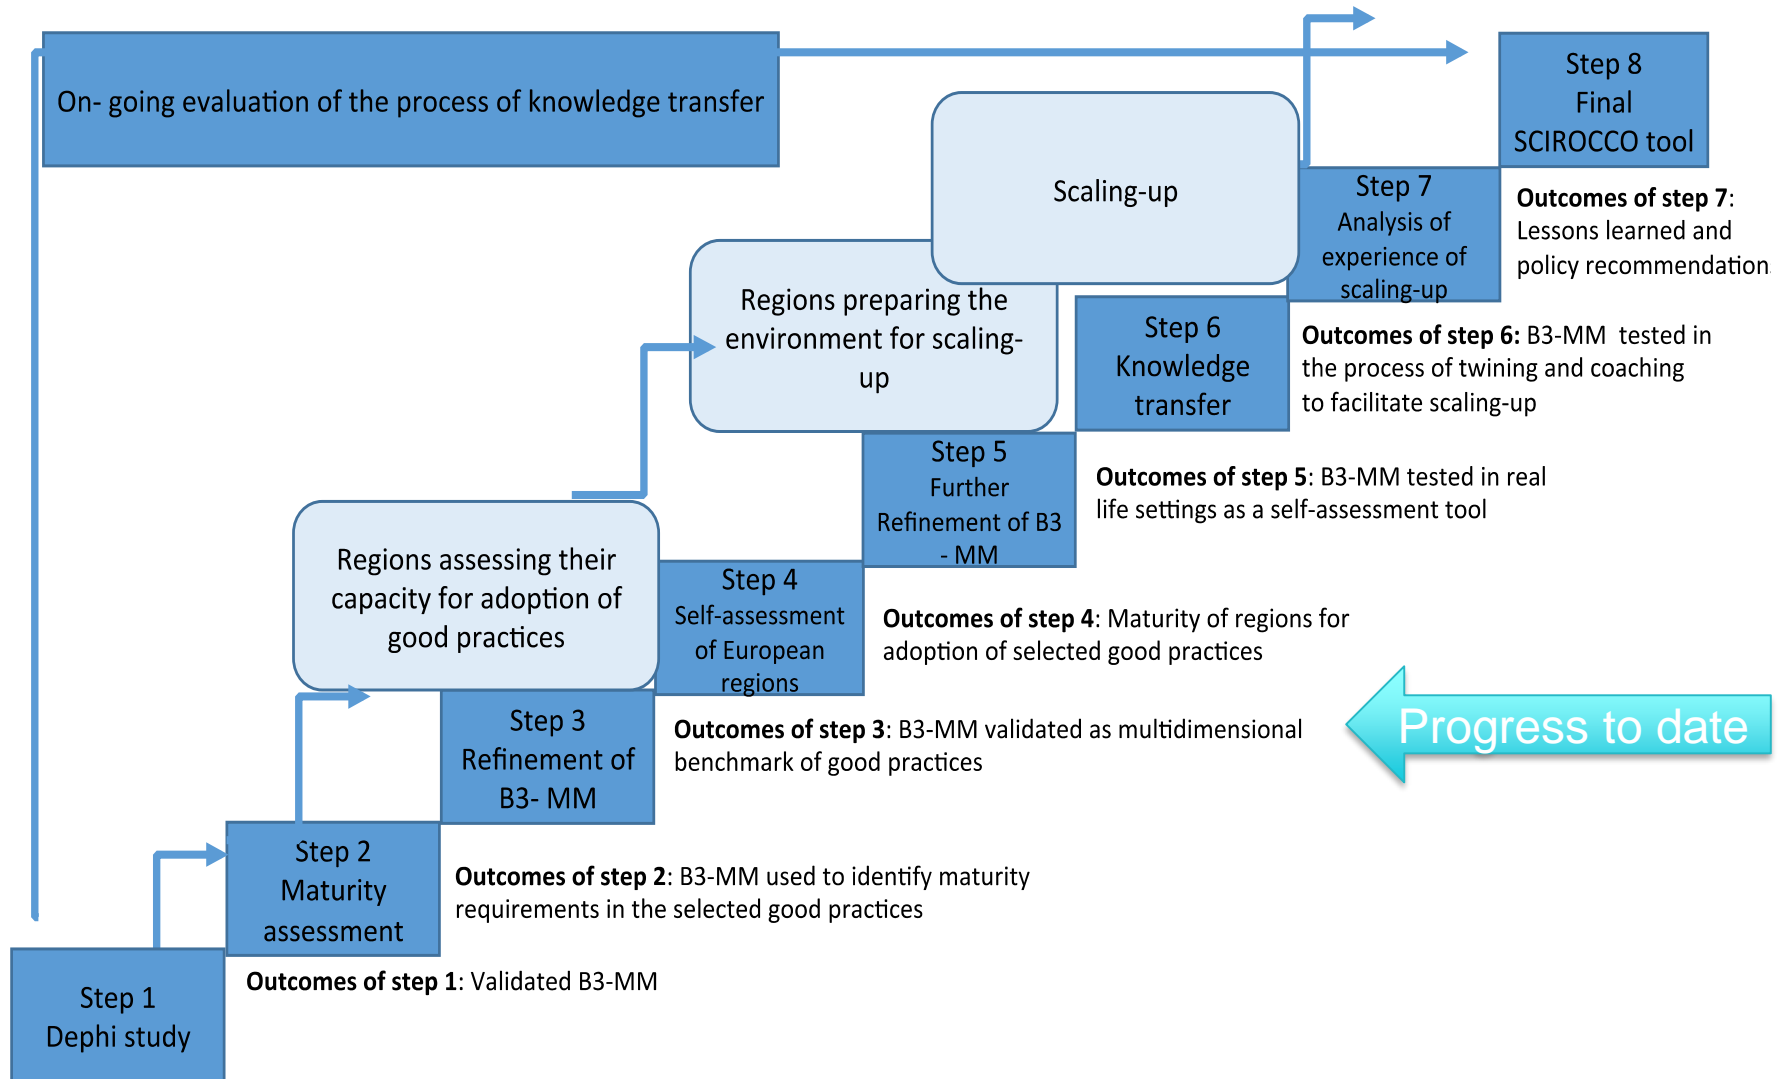 On- going evaluation of the process of knowledge transfer
Step 8
Final
SCIROCCO tool
Scaling-up
Step 7
Analysis of
experience of
scaling-up
Outcomes of step 7:
Lessons learned and
policy recommendation
Regions preparing the
environment for scaling-
up
Step 6
Knowledge
transfer
Outcomes of step 6: B3-MM tested in
the process of twining and coaching
to facilitate scaling-up
Step 5
Further
Refinement of B3
- MM
Outcomes of step 5: B3-MM tested in real
life settings as a self-assessment tool
Regions assessing their
capacity for adoption of
good practices
Step 4
Self-assessment
of European
regions
Outcomes of step 4: Maturity of regions for
adoption of selected good practices
Progress to date
Step 3
Refinement of
B3- MM
Outcomes of step 3: B3-MM validated as multidimensional
benchmark of good practices
Step 2
Maturity
assessment
Outcomes of step 2: B3-MM used to identify maturity
requirements in the selected good practices
Step 1
Dephi study
Outcomes of step 1: Validated B3-MM